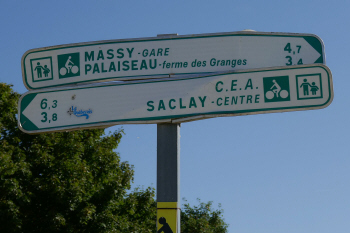 MASSY-GARE 4,7
PALAISEAU-ferme des Granges 3,4
6,3 C.E.A.
3,8 SACLAY-CENTRE